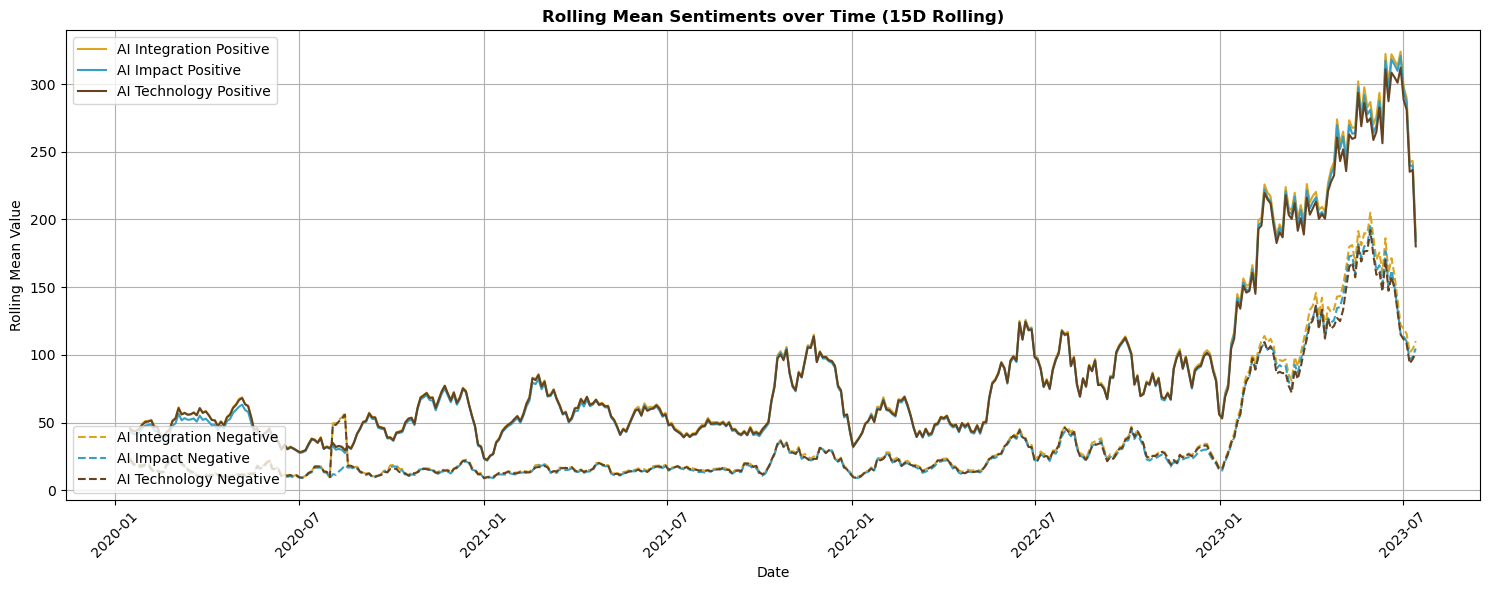 Rolling Mean Sentiments over Time (15D Rolling)
AI Integration Positive
AI Impact Positive
AI Technology Positive
300
250
200
150
100
50
0
Rolling Mean Value
AI Integration Negative
AI Impact Negative
AI Technology Negative
2020-01
2020-07
2021-01
2021-07
2022-01
2022-07
2023-01
2023-07
Date